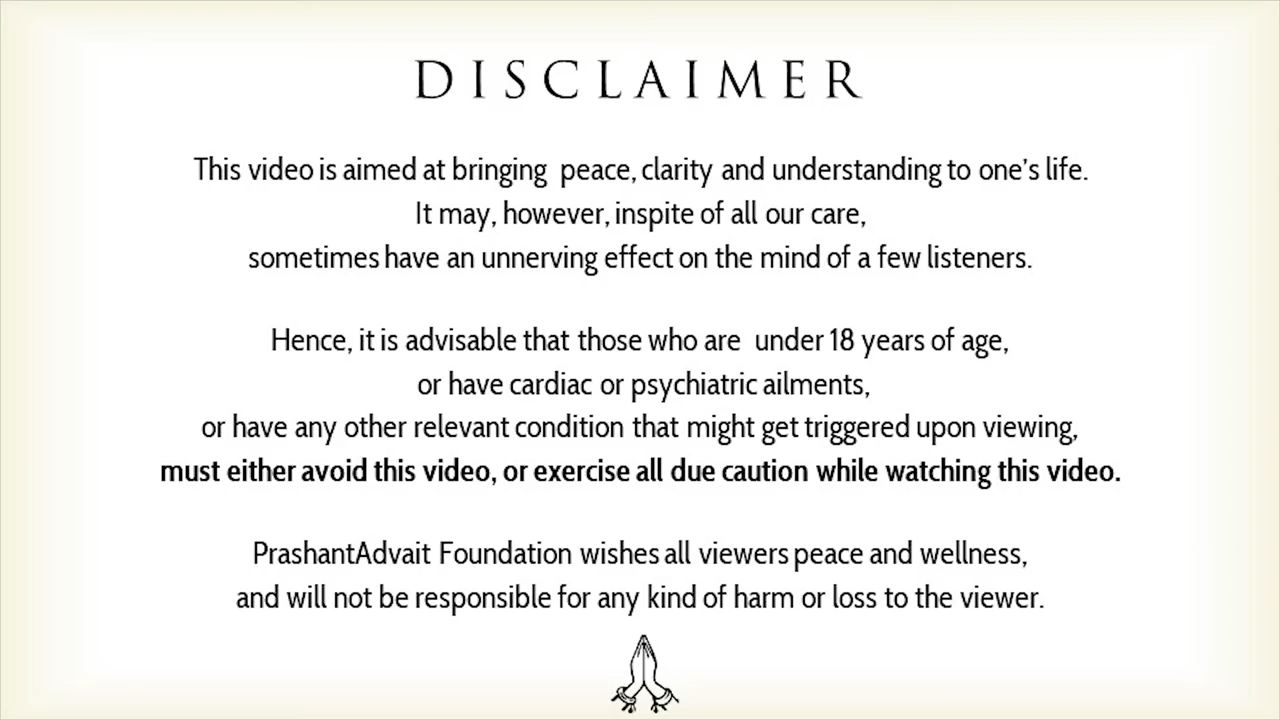 DISCLAIMER
This video is aimed at bringing peace, clarity and understanding to one's life.
It may, however, inspite of all our care,
sometimes have an unnerving effect on the mind of a few listeners.
Hence, it is advisable that those who are under 18 years of age,
or have cardiac or psychiatric ailments,
or have any other relevant condition that might get triggered upon viewing,
must either avoid this video, or exercise all due caution while watching this video.
PrashantAdvait Foundation wishes all viewers peace and wellness,
and will not be responsible for any kind of harm or loss to the viewer.